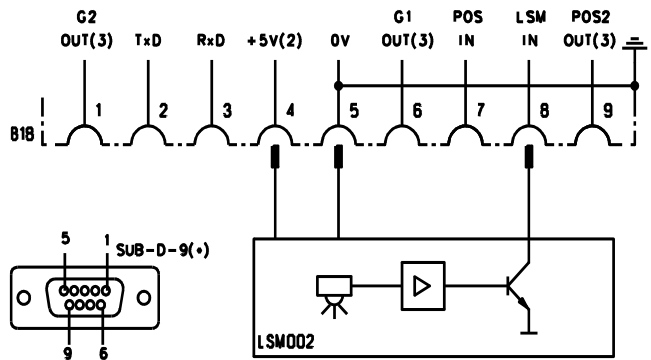 G2 G1 POS LSM POS2
OUT(3) TxD RxD +5V(2) 0V OUT(3) IN IN OUT(3)
1 2 3 4 5 6 7 8 9
B18
5 1 SUB-D-9(•)
9 6
LSM002